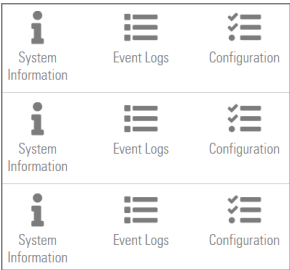 System
Information
Event Logs
Configuration
System
Information
Event Logs
Configuration
System
Information
Event Logs
Configuration